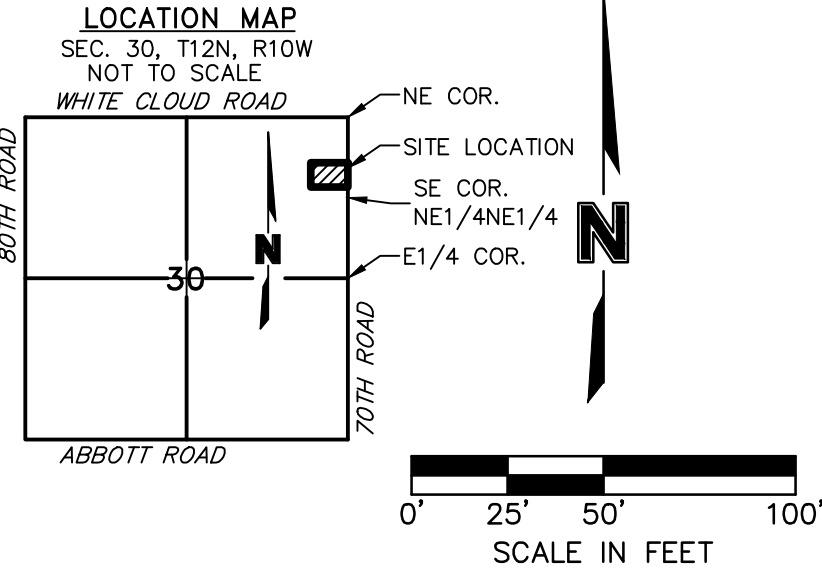 LOCATION MAP
SEC. 30, T12N, R10W
NOT TO SCALE
WHITE CLOUD ROAD
NE COR.
80TH ROAD
SITE LOCATION
SE COR.
NE1/4NE1/4
N
N
E1/4 COR.
30
70TH ROAD
ABBOTT ROAD
0' 25' 50' 100'
SCALE IN FEET